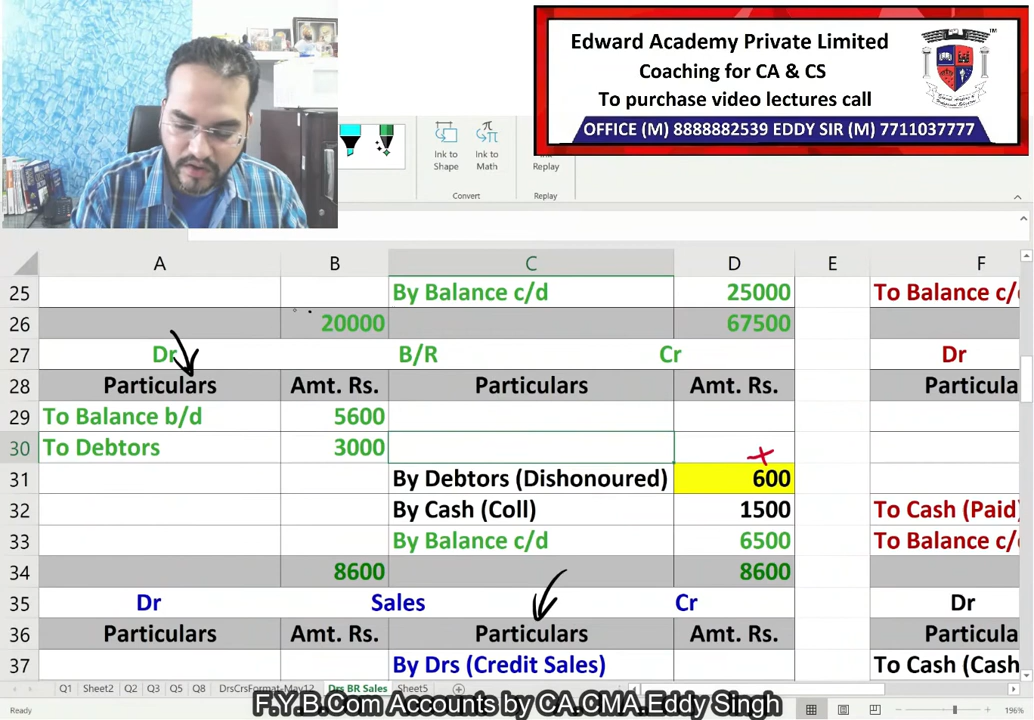 Edward Academy Private Limited
Coaching for CA & CS
To purchase video lectures call
OFFICE (M) 8888882539 EDDY SIR (M) 7711037777
Ink to Shape
Ink to Math
Ink Replay
Convert
Replay
A B C D E F
25 By Balance c/d 25000 To Balance c/d
26 20000 67500
27 Dr B/R Cr Dr
28 Particulars Amt. Rs. Particulars Amt. Rs. Particula
29 To Balance b/d 5600
30 To Debtors 3000
31 By Debtors (Dishonoured) 600
32 By Cash (Coll) 1500 To Cash (Paid)
33 By Balance c/d 6500 To Balance c/d
34 8600 8600
35 Dr Sales Cr Dr
36 Particulars Amt. Rs. Particulars Amt. Rs. Particula
37 By Drs (Credit Sales) To Cash (Cash
Q1 Sheet2 Q2 Q3 Q5 Q8 DrsCrsFormat-May12 Drs BR Sales Sheet5
F.Y.B.Com Accounts by CA.CMA.Eddy Singh
Ready 196%